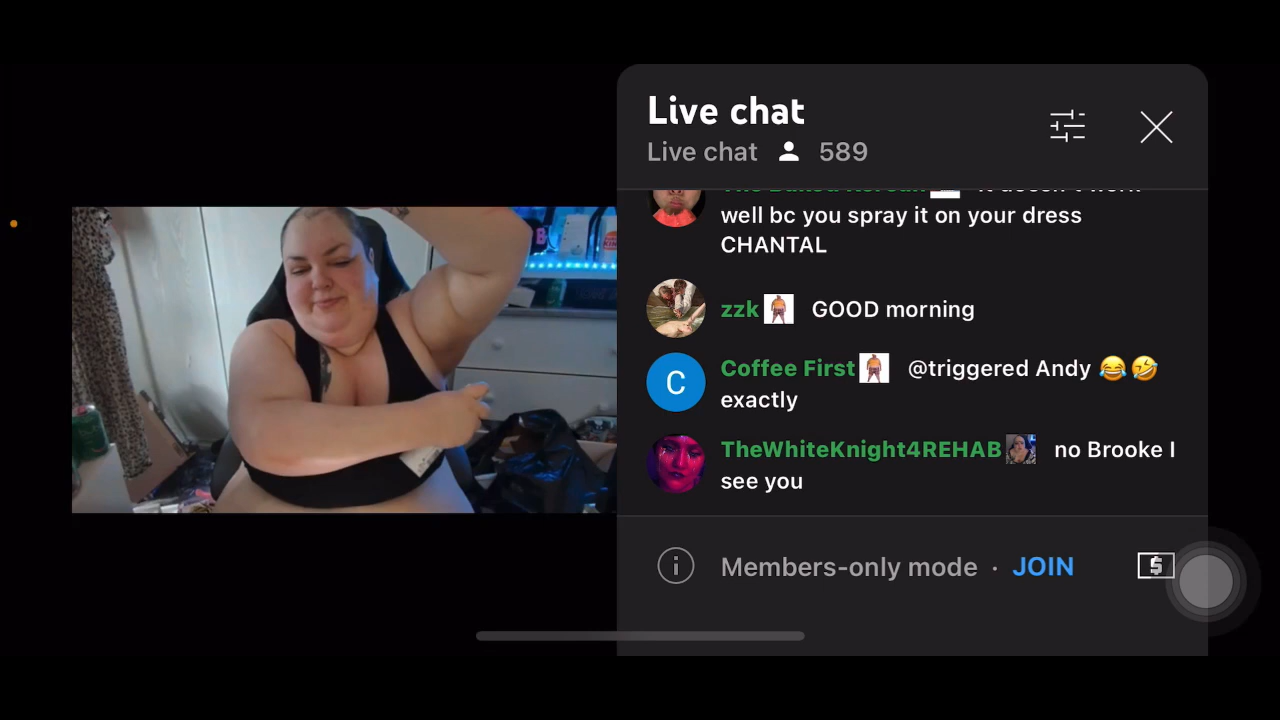 Live chat
Live chat 589
well bc you spray it on your dress
CHANTAL
zzk GOOD morning
C Coffee First @triggered Andy 😂🤣
exactly
TheWhiteKnight4REHAB no Brooke I
see you
Members-only mode · JOIN